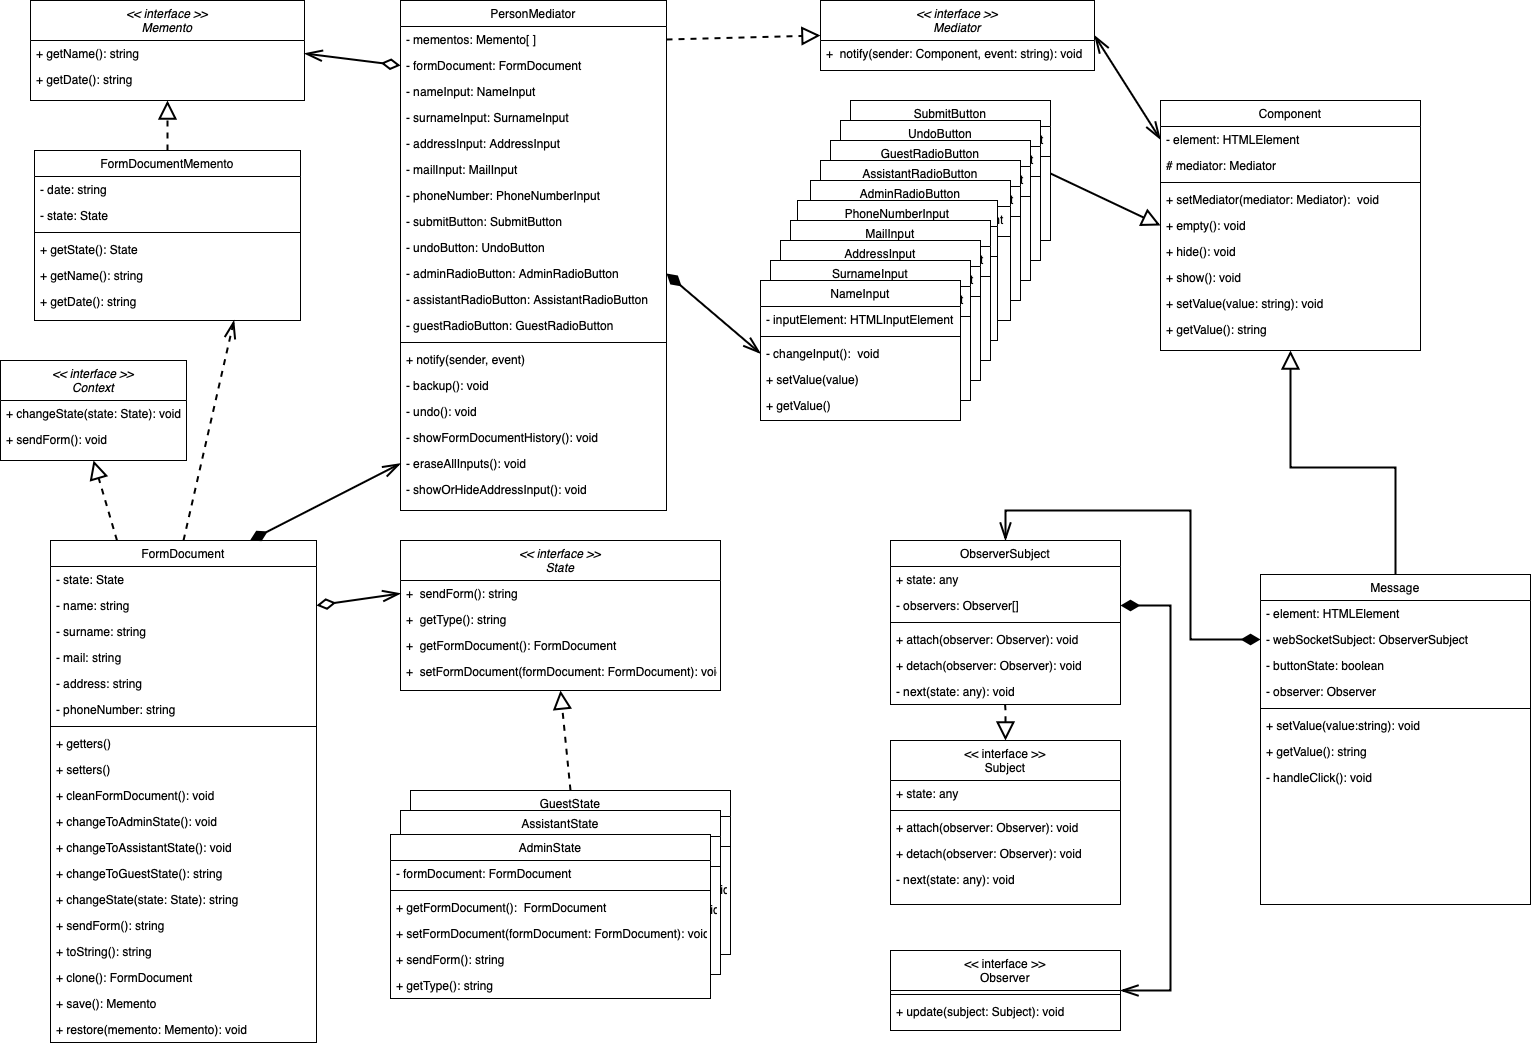 << interface >>
Memento
+ getName(): string
+ getDate(): string
PersonMediator
- mementos: Memento[ ]
- formDocument: FormDocument
- nameInput: NameInput
- surnameInput: SurnameInput
- addressInput: AddressInput
- mailInput: MailInput
- phoneNumber: PhoneNumberInput
- submitButton: SubmitButton
- undoButton: UndoButton
- adminRadioButton: AdminRadioButton
- assistantRadioButton: AssistantRadioButton
- guestRadioButton: GuestRadioButton
+ notify(sender, event)
- backup(): void
- undo(): void
- showFormDocumentHistory(): void
- eraseAllInputs(): void
- showOrHideAddressInput(): void
<< interface >>
Mediator
+ notify(sender: Component, event: string): void
SubmitButton
UndoButton
GuestRadioButton
AssistantRadioButton
AdminRadioButton
PhoneNumberInput
MailInput
AddressInput
SurnameInput
NameInput
- inputElement: HTMLInputElement
- changeInput(): void
+ setValue(value)
+ getValue()
Component
- element: HTMLElement
# mediator: Mediator
+ setMediator(mediator: Mediator): void
+ empty(): void
+ hide(): void
+ show(): void
+ setValue(value: string): void
+ getValue(): string
FormDocumentMemento
- date: string
- state: State
+ getState(): State
+ getName(): string
+ getDate(): string
<< interface >>
Context
+ changeState(state: State): void
+ sendForm(): void
FormDocument
- state: State
- name: string
- surname: string
- mail: string
- address: string
- phoneNumber: string
+ getters()
+ setters()
+ cleanFormDocument(): void
+ changeToAdminState(): void
+ changeToAssistantState(): void
+ changeToGuestState(): string
+ changeState(state: State): string
+ sendForm(): string
+ toString(): string
+ clone(): FormDocument
+ save(): Memento
+ restore(memento: Memento): void
<< interface >>
State
+ sendForm(): string
+ getType(): string
+ getFormDocument(): FormDocument
+ setFormDocument(formDocument: FormDocument): voi
GuestState
AssistantState
AdminState
- formDocument: FormDocument
+ getFormDocument(): FormDocument
+ setFormDocument(formDocument: FormDocument): void
+ sendForm(): string
+ getType(): string
ObserverSubject
+ state: any
- observers: Observer[]
+ attach(observer: Observer): void
+ detach(observer: Observer): void
- next(state: any): void
<< interface >>
Subject
+ state: any
+ attach(observer: Observer): void
+ detach(observer: Observer): void
- next(state: any): void
<< interface >>
Observer
+ update(subject: Subject): void
Message
- element: HTMLElement
- webSocketSubject: ObserverSubject
- buttonState: boolean
- observer: Observer
+ setValue(value:string): void
+ getValue(): string
- handleClick(): void